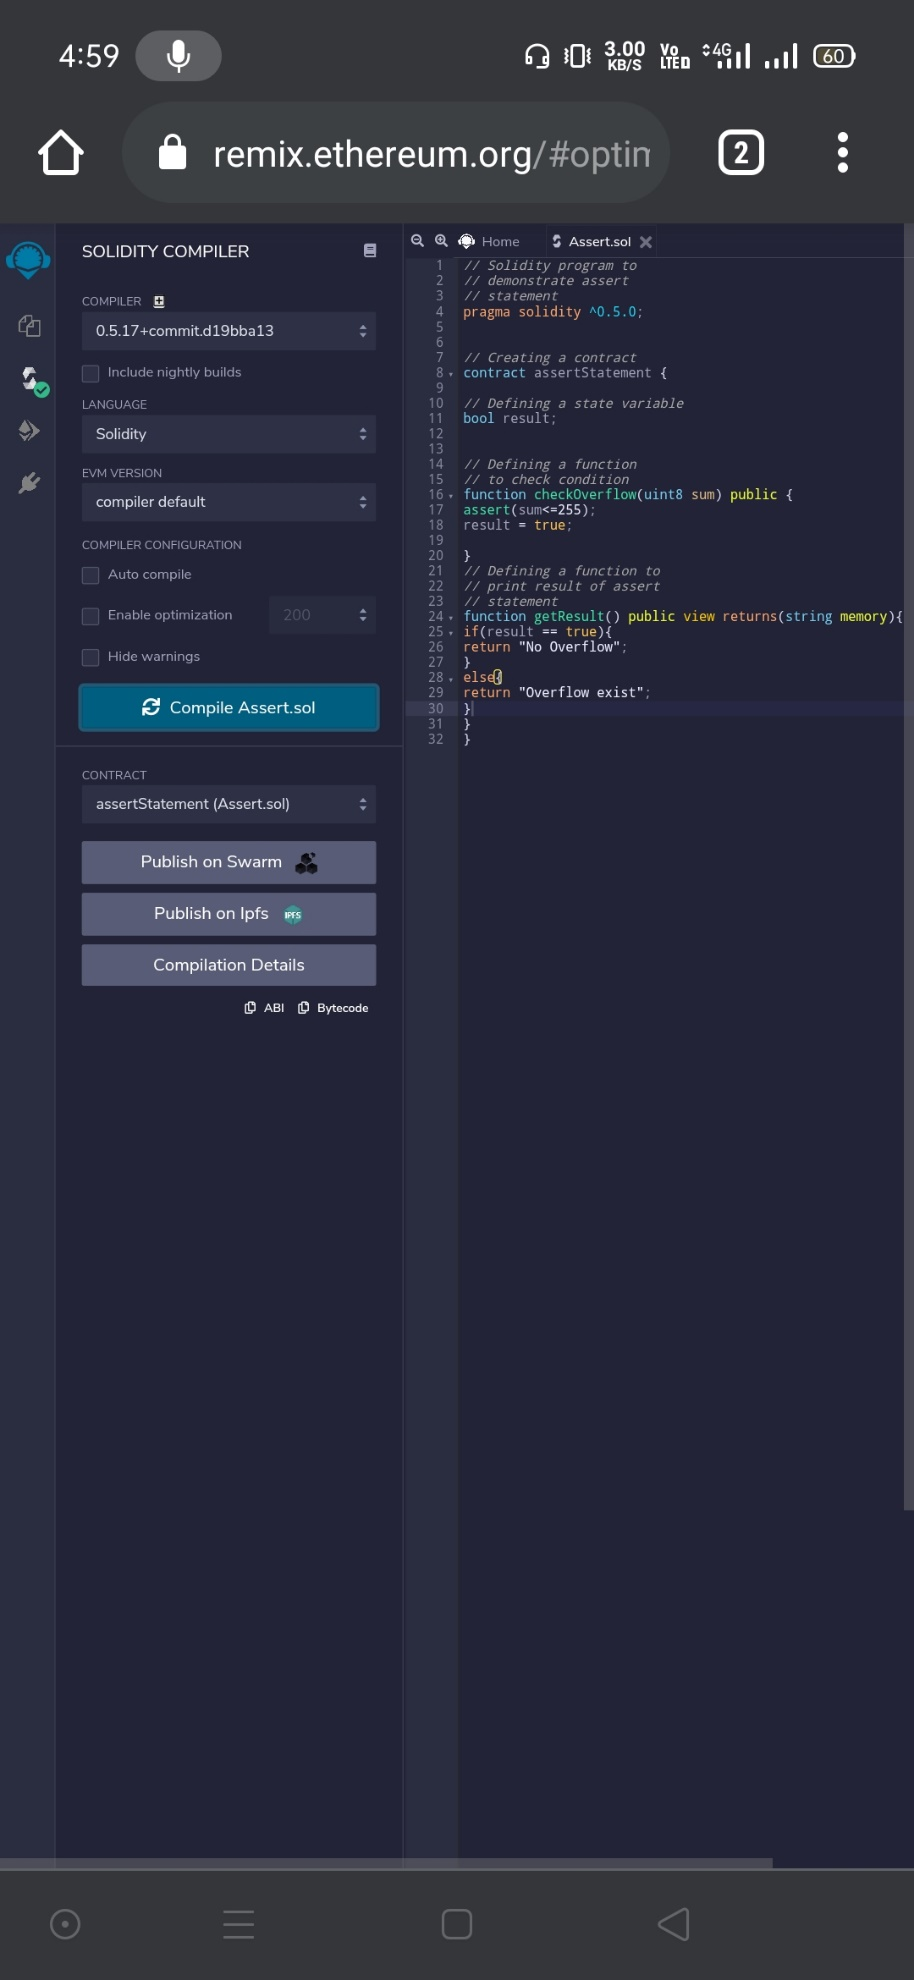 4:59
3.00
KB/S
Vo
LTE
4G
60
remix.ethereum.org/#optim
2
SOLIDITY COMPILER
COMPILER
0.5.17+commit.d19bba13
Include nightly builds
LANGUAGE
Solidity
EVM VERSION
compiler default
COMPILER CONFIGURATION
Auto compile
Enable optimization
200
Hide warnings
Compile Assert.sol
CONTRACT
assertStatement (Assert.sol)
Publish on Swarm
Publish on Ipfs
IPFS
Compilation Details
ABI
Bytecode
Home
Assert.sol
1 // Solidity program to
2 // demonstrate assert
3 // statement
4 pragma solidity ^0.5.0;
5
6
7 // Creating a contract
8 contract assertStatement {
9
10 // Defining a state variable
11 bool result;
12
13
14 // Defining a function
15 // to check condition
16 function checkOverflow(uint8 sum) public {
17 assert(sum<=255);
18 result = true;
19
20 }
21 // Defining a function to
22 // print result of assert
23 // statement
24 function getResult() public view returns(string memory){
25 if(result == true){
26 return "No Overflow";
27 }
28 else{
29 return "Overflow exist";
30 }
31 }
32 }